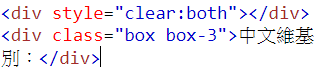 <div style="clear:both"></div>
<div class="box box-3">中文維基
別：</div>